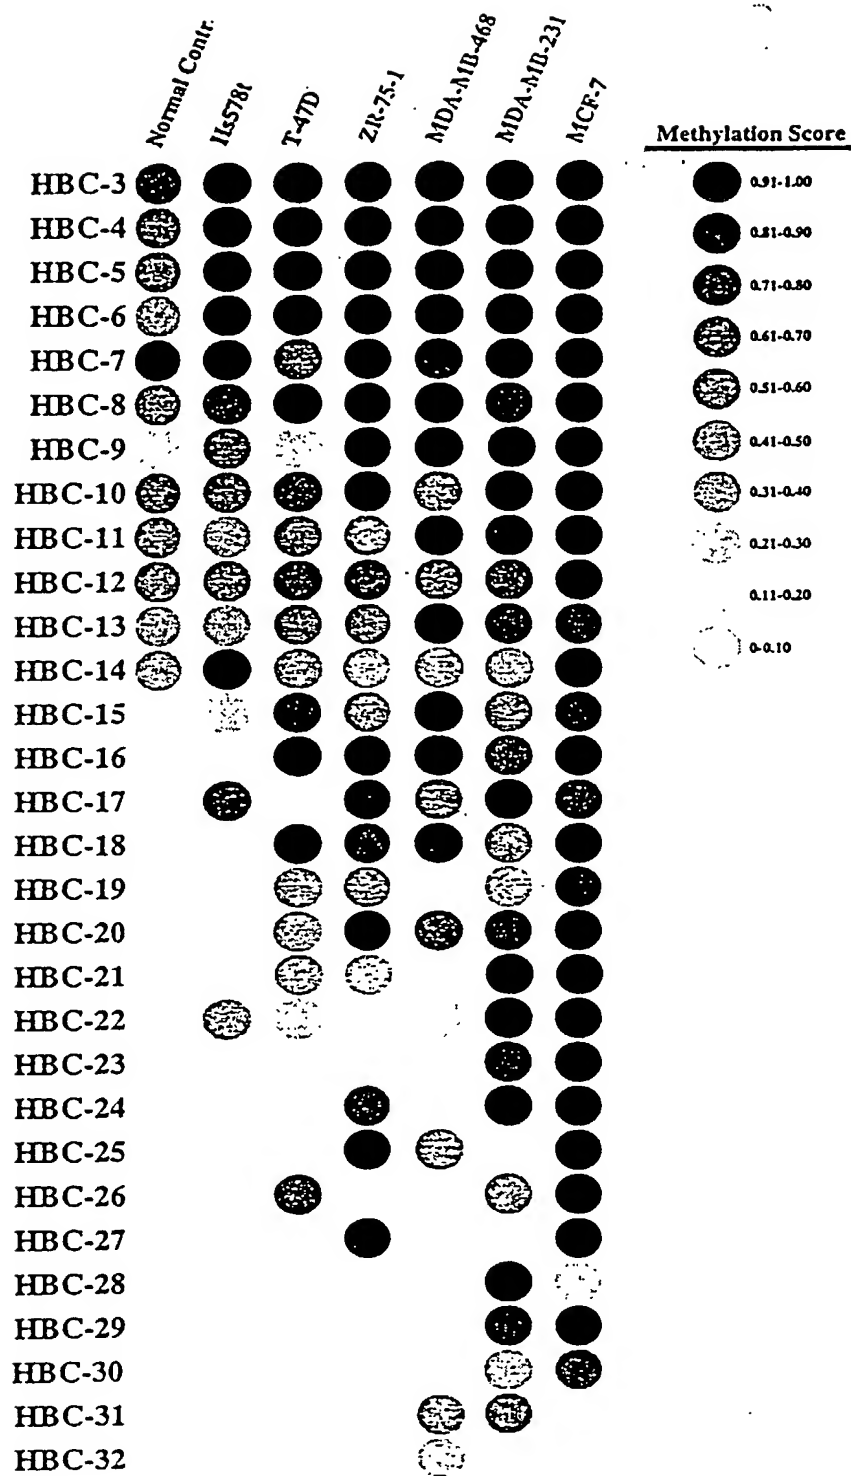 Normal Contr.
Hs578t
T-47D
ZR-75-1
MDA-MB-468
MDA-MB-231
MCF-7
Methylation Score
HBC-3
0.91-1.00
HBC-4
0.81-0.90
HBC-5
0.71-0.80
HBC-6
0.61-0.70
HBC-7
0.51-0.60
HBC-8
0.41-0.50
HBC-9
0.31-0.40
HBC-10
0.21-0.30
HBC-11
HBC-12
0.11-0.20
HBC-13
0-0.10
HBC-14
HBC-15
HBC-16
HBC-17
HBC-18
HBC-19
HBC-20
HBC-21
HBC-22
HBC-23
HBC-24
HBC-25
HBC-26
HBC-27
HBC-28
HBC-29
HBC-30
HBC-31
HBC-32